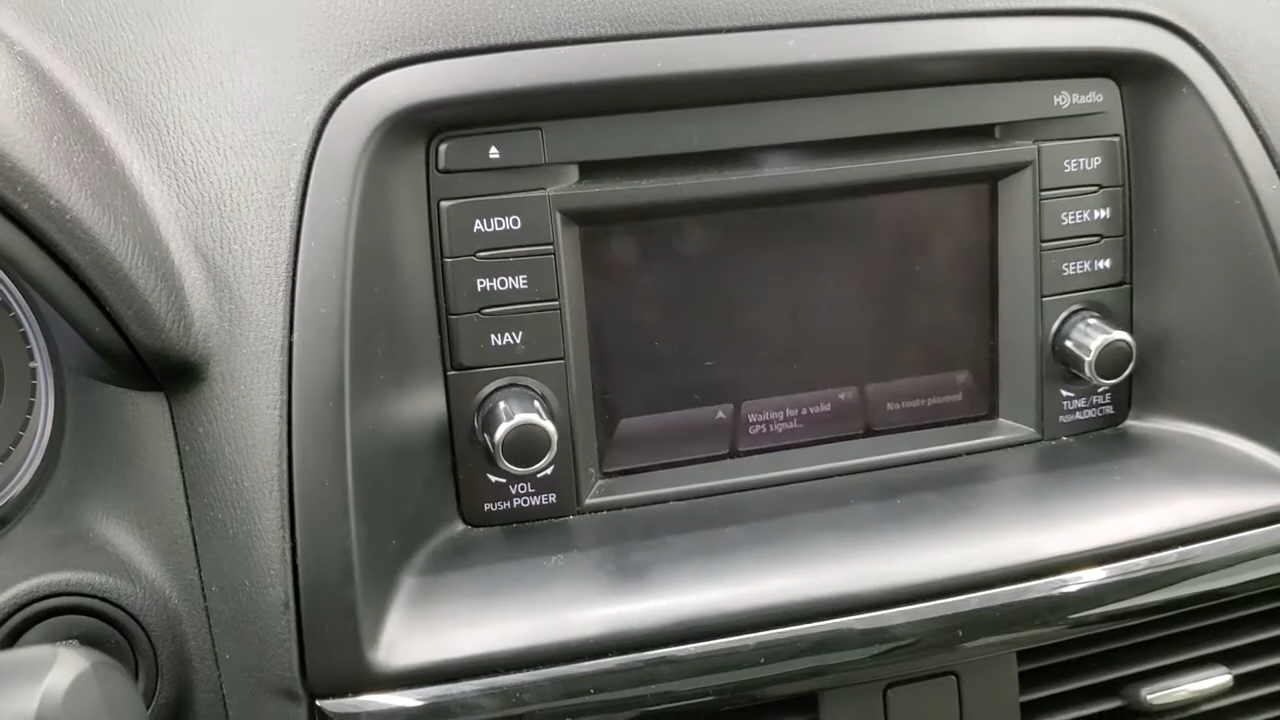 HD Radio
AUDIO
PHONE
NAV
VOL
PUSH POWER
Waiting for a valid
GPS signal...
No route planned
SETUP
SEEK
SEEK
TUNE/FILE
PUSH AUDIO CTRL